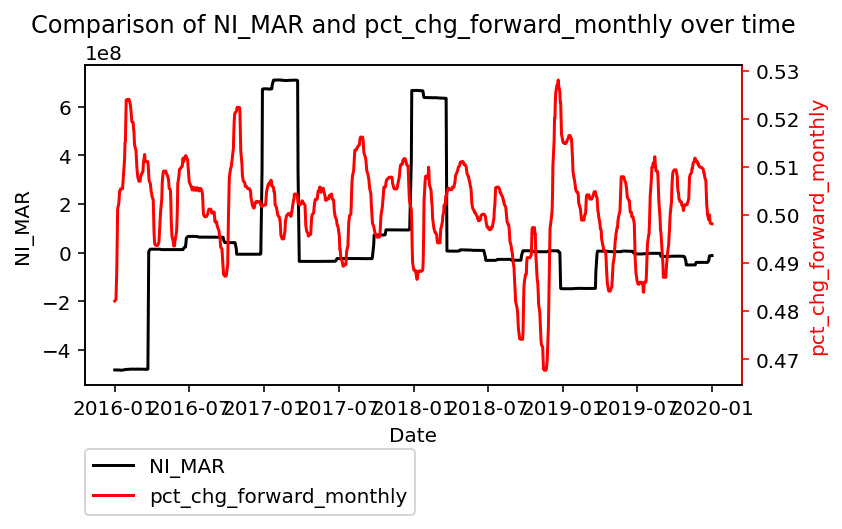 Comparison of NI_MAR and pct_chg_forward_monthly over time
1e8
6
4
2
0
−2
−4
NI_MAR
0.53
0.52
0.51
0.50
0.49
0.48
0.47
pct_chg_forward_monthly
2016-01 2016-07 2017-01 2017-07 2018-01 2018-07 2019-01 2019-07 2020-01
Date
NI_MAR
pct_chg_forward_monthly